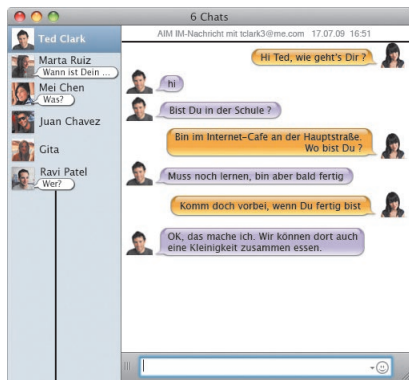 6 Chats
Ted Clark
Marta Ruiz
Wann ist Dein ...
Mei Chen
Was?
Juan Chavez
Gita
Ravi Patel
Wer?
AIM IM-Nachricht mit tclark3@me.com 17.07.09 16:51
Hi Ted, wie geht's Dir ?
hi
Bist Du in der Schule ?
Bin im Internet-Cafe an der Hauptstraße.
Wo bist Du ?
Muss noch lernen, bin aber bald fertig
Komm doch vorbei, wenn Du fertig bist
OK, das mache ich. Wir können dort auch
eine Kleinigkeit zusammen essen.